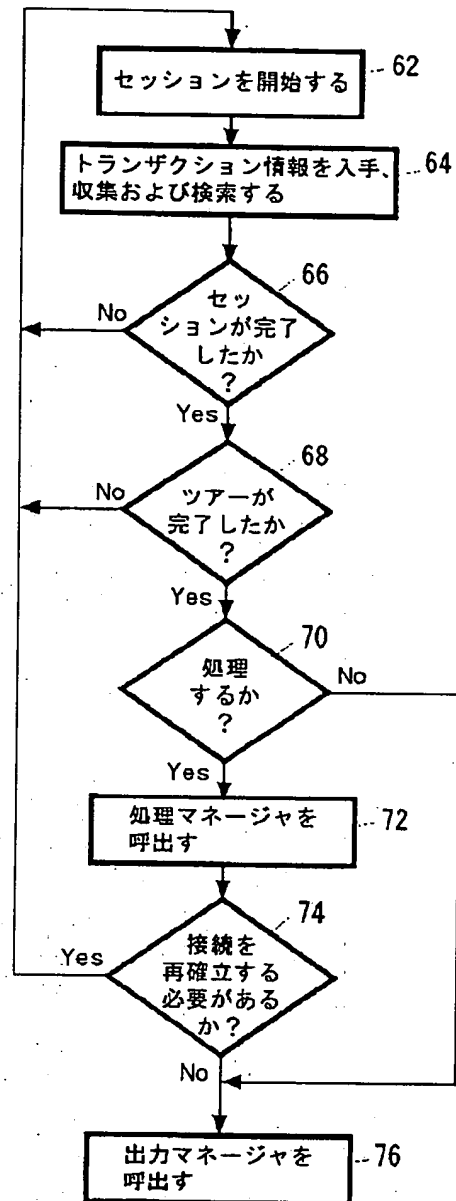 セッションを開始する
62
トランザクション情報を入手、
収集および検索する
64
66
セッ
ションが完了
したか
?
No
Yes
68
ツアーが
完了したか
?
No
Yes
70
処理
するか
?
No
Yes
処理マネージャを
呼出す
72
74
接続を
再確立する
必要がある
か?
Yes
No
出力マネージャを
呼出す
76